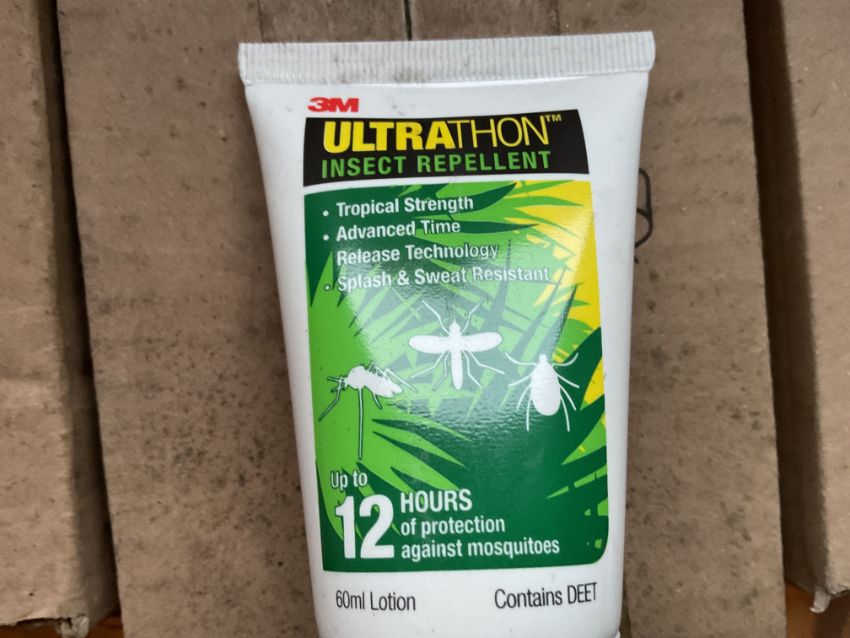 3M
ULTRATHON™
INSECT REPELLENT
• Tropical Strength
• Advanced Time
Release Technology
• Splash & Sweat Resistant
Up to
12 HOURS
of protection
against mosquitoes
60ml Lotion Contains DEET